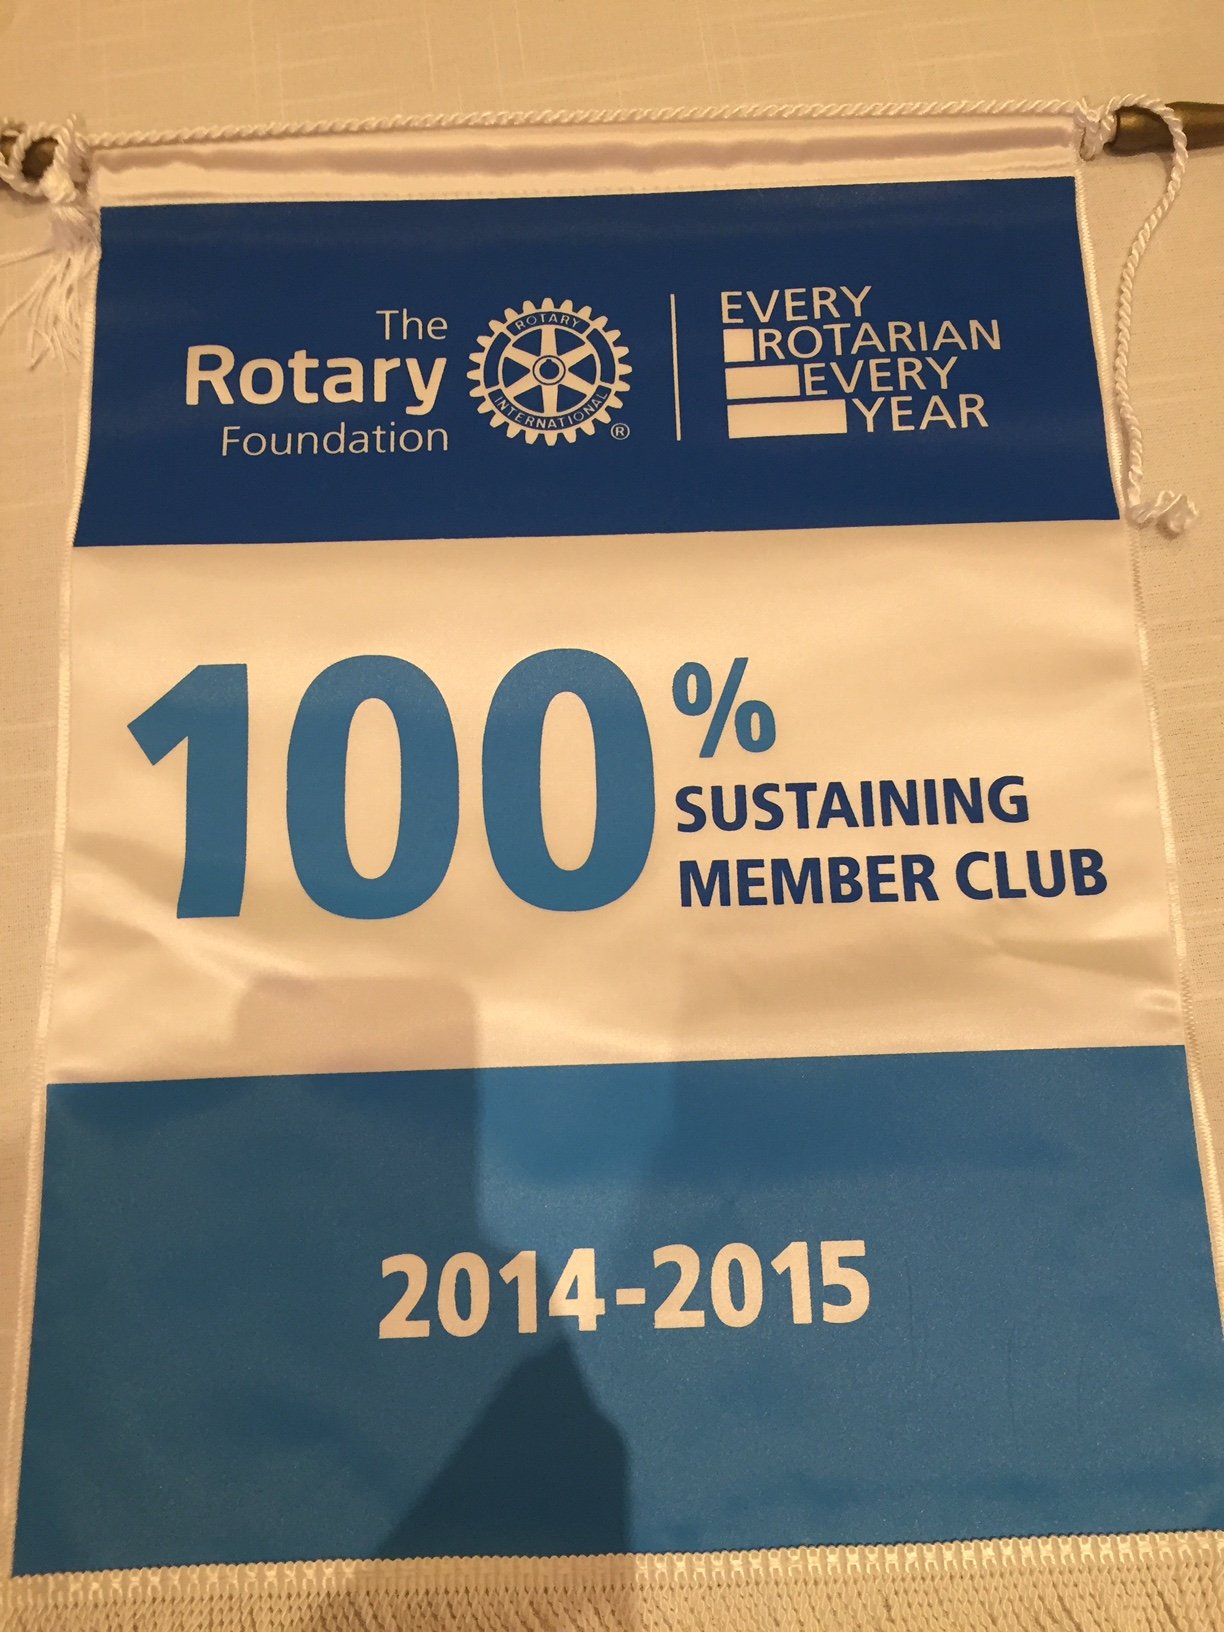 The
Rotary
Foundation
ROTARY
INTERNATIONAL
®
EVERY
ROTARIAN
EVERY
YEAR
100%
SUSTAINING
MEMBER CLUB
2014-2015